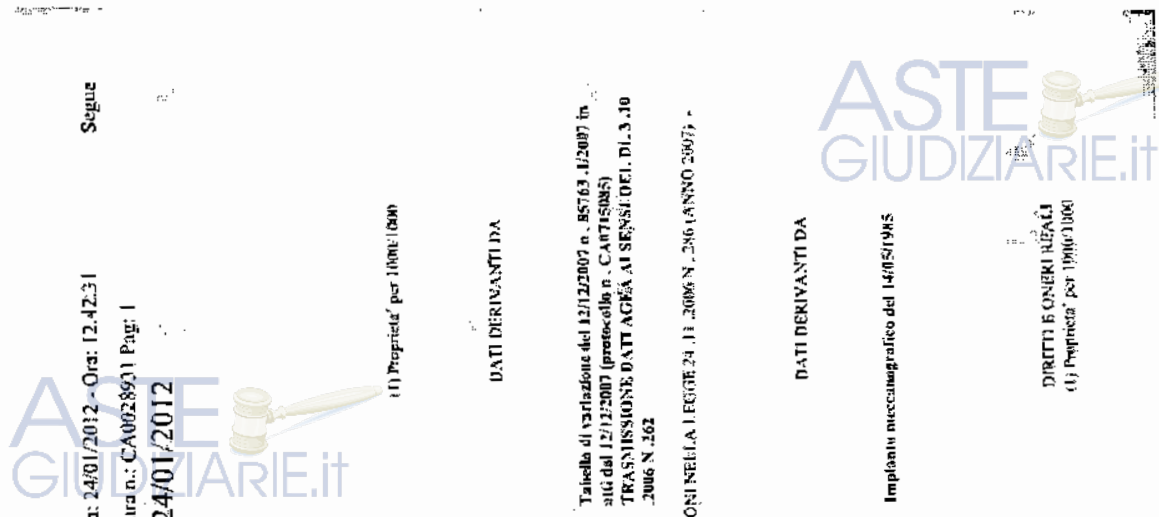 Segue
24/01/2012 - Ora: 12.42:31
n.: CA0028931 Pag: 1
24/01/2012
(1) Proprieta' per 1000/1000
DATI DERIVANTI DA
Tabella di variazione del 12/12/2007 n . 85763 .1/2007 in
atti dal 12/12/2007 (protocollo n . CA0715085)
TRASMISSIONE DATI AGEA AI SENSI DEL DL 3 .10
.2006 N .262
ONI NELLA LEGGE 24 .11 .2006 N . 286 (ANNO 2007) -
DATI DERIVANTI DA
Impianto meccanografico del 14/05/1985
DIRITTI E ONERI REALI
(1) Proprieta' per 1000/1000
ASTE
GIUDIZIARIE.it
ASTE
GIUDIZIARIE.it